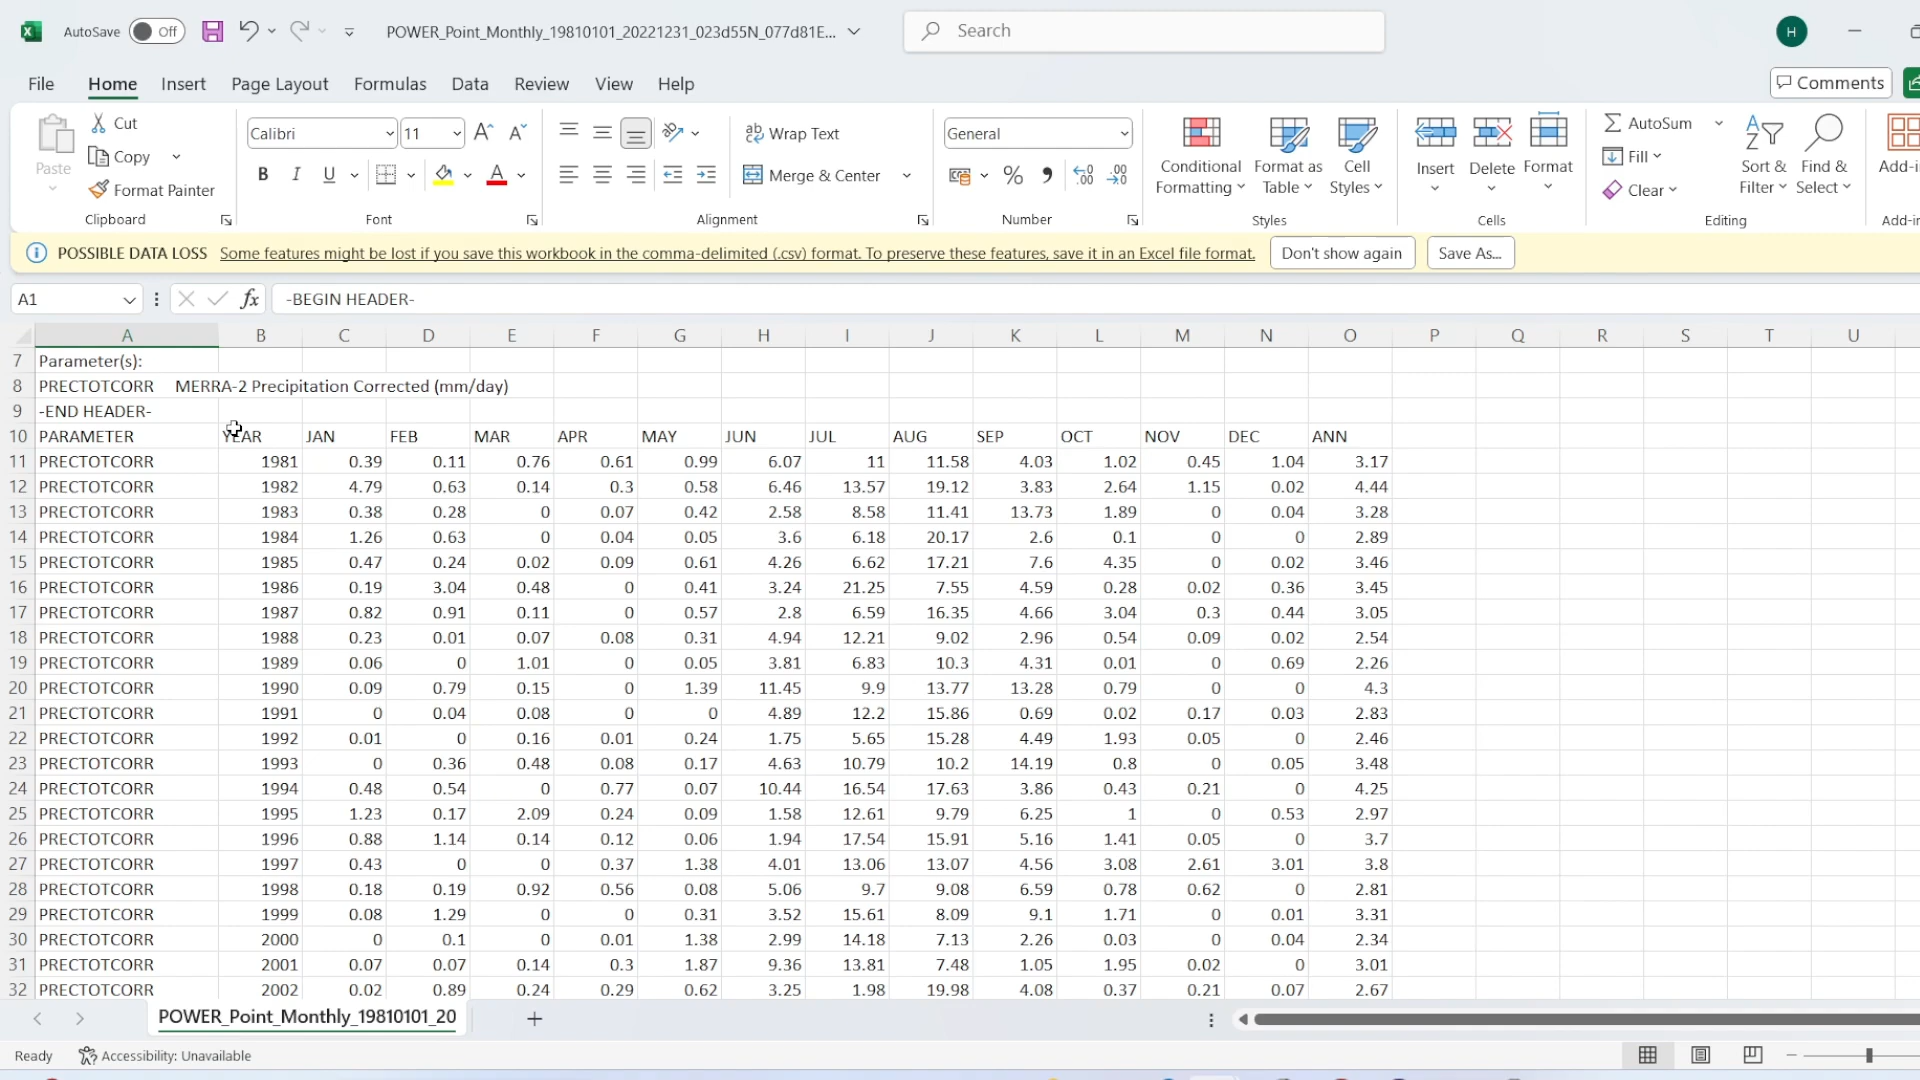 AutoSave Off POWER_Point_Monthly_19810101_20221231_023d55N_077d81E... Search H
File Home Insert Page Layout Formulas Data Review View Help Comments
Paste Cut Copy Format Painter Clipboard
Calibri 11 B I U A Font
ab Wrap Text Merge & Center Alignment
General % Number
Conditional Formatting Format as Table Cell Styles Styles
Insert Delete Format Cells
AutoSum Fill Clear Sort & Filter Find & Select Editing
Add-in Add-in
POSSIBLE DATA LOSS Some features might be lost if you save this workbook in the comma-delimited (.csv) format. To preserve these features, save it in an Excel file format. Don't show again Save As...
A1 fx -BEGIN HEADER-
A B C D E F G H I J K L M N O P Q R S T U
7 Parameter(s):
8 PRECTOTCORR MERRA-2 Precipitation Corrected (mm/day)
9 -END HEADER-
10 PARAMETER YEAR JAN FEB MAR APR MAY JUN JUL AUG SEP OCT NOV DEC ANN
11 PRECTOTCORR 1981 0.39 0.11 0.76 0.61 0.99 6.07 11 11.58 4.03 1.02 0.45 1.04 3.17
12 PRECTOTCORR 1982 4.79 0.63 0.14 0.3 0.58 6.46 13.57 19.12 3.83 2.64 1.15 0.02 4.44
13 PRECTOTCORR 1983 0.38 0.28 0 0.07 0.42 2.58 8.58 11.41 13.73 1.89 0 0.04 3.28
14 PRECTOTCORR 1984 1.26 0.63 0 0.04 0.05 3.6 6.18 20.17 2.6 0.1 0 0 2.89
15 PRECTOTCORR 1985 0.47 0.24 0.02 0.09 0.61 4.26 6.62 17.21 7.6 4.35 0 0.02 3.46
16 PRECTOTCORR 1986 0.19 3.04 0.48 0 0.41 3.24 21.25 7.55 4.59 0.28 0.02 0.36 3.45
17 PRECTOTCORR 1987 0.82 0.91 0.11 0 0.57 2.8 6.59 16.35 4.66 3.04 0.3 0.44 3.05
18 PRECTOTCORR 1988 0.23 0.01 0.07 0.08 0.31 4.94 12.21 9.02 2.96 0.54 0.09 0.02 2.54
19 PRECTOTCORR 1989 0.06 0 1.01 0 0.05 3.81 6.83 10.3 4.31 0.01 0 0.69 2.26
20 PRECTOTCORR 1990 0.09 0.79 0.15 0 1.39 11.45 9.9 13.77 13.28 0.79 0 0 4.3
21 PRECTOTCORR 1991 0 0.04 0.08 0 0 4.89 12.2 15.86 0.69 0.02 0.17 0.03 2.83
22 PRECTOTCORR 1992 0.01 0 0.16 0.01 0.24 1.75 5.65 15.28 4.49 1.93 0.05 0 2.46
23 PRECTOTCORR 1993 0 0.36 0.48 0.08 0.17 4.63 10.79 10.2 14.19 0.8 0 0.05 3.48
24 PRECTOTCORR 1994 0.48 0.54 0 0.77 0.07 10.44 16.54 17.63 3.86 0.43 0.21 0 4.25
25 PRECTOTCORR 1995 1.23 0.17 2.09 0.24 0.09 1.58 12.61 9.79 6.25 1 0 0.53 2.97
26 PRECTOTCORR 1996 0.88 1.14 0.14 0.12 0.06 1.94 17.54 15.91 5.16 1.41 0.05 0 3.7
27 PRECTOTCORR 1997 0.43 0 0 0.37 1.38 4.01 13.06 13.07 4.56 3.08 2.61 3.01 3.8
28 PRECTOTCORR 1998 0.18 0.19 0.92 0.56 0.08 5.06 9.7 9.08 6.59 0.78 0.62 0 2.81
29 PRECTOTCORR 1999 0.08 1.29 0 0 0.31 3.52 15.61 8.09 9.1 1.71 0 0.01 3.31
30 PRECTOTCORR 2000 0 0.1 0 0.01 1.38 2.99 14.18 7.13 2.26 0.03 0 0.04 2.34
31 PRECTOTCORR 2001 0.07 0.07 0.14 0.3 1.87 9.36 13.81 7.48 1.05 1.95 0.02 0 3.01
32 PRECTOTCORR 2002 0.02 0.89 0.24 0.29 0.62 3.25 1.98 19.98 4.08 0.37 0.21 0.07 2.67
POWER_Point_Monthly_19810101_20
Ready Accessibility: Unavailable